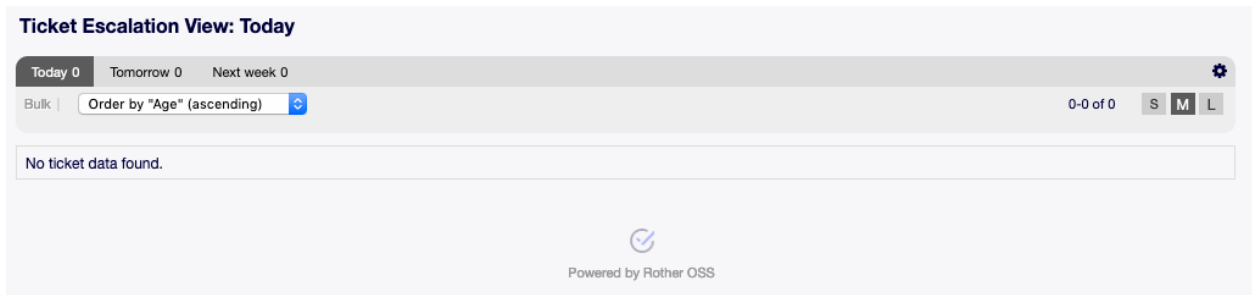 Ticket Escalation View: Today
Today 0 Tomorrow 0 Next week 0
Bulk | Order by "Age" (ascending) 0-0 of 0 S M L
No ticket data found.
Powered by Rother OSS